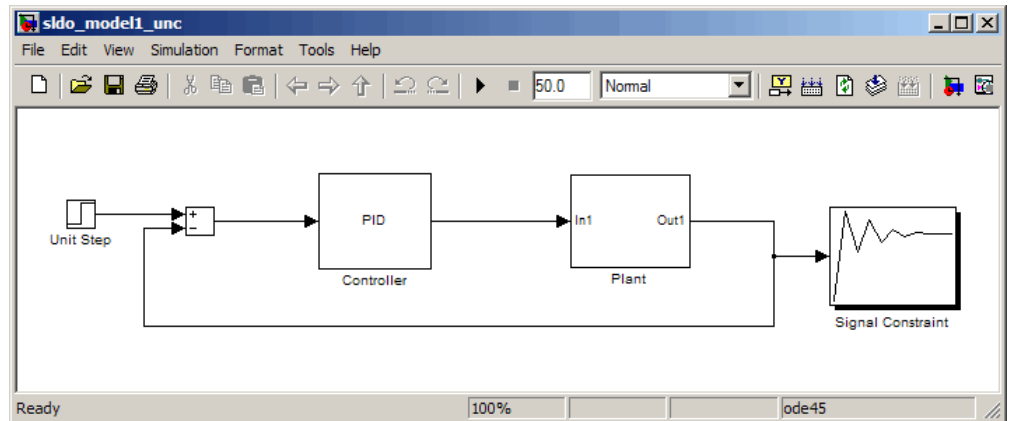 sldo_model1_unc
File Edit View Simulation Format Tools Help
50.0 Normal
Unit Step
+
−
PID
Controller
In1 Out1
Plant
Signal Constraint
Ready 100% ode45